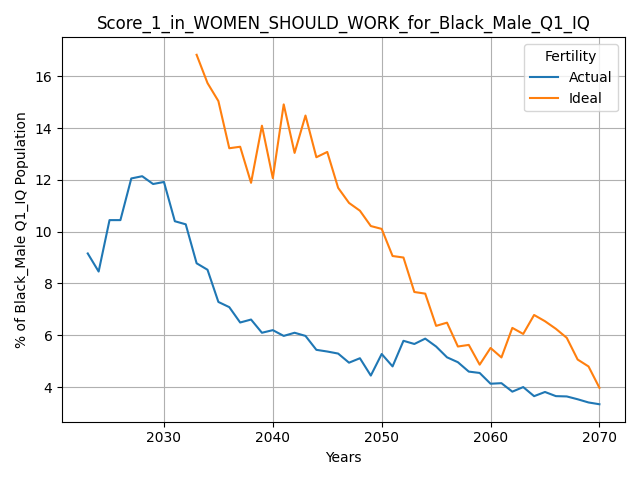 Score_1_in_WOMEN_SHOULD_WORK_for_Black_Male_Q1_IQ
Fertility
Actual
Ideal
% of Black_Male Q1_IQ Population
16
14
12
10
8
6
4
2030
2040
2050
2060
2070
Years